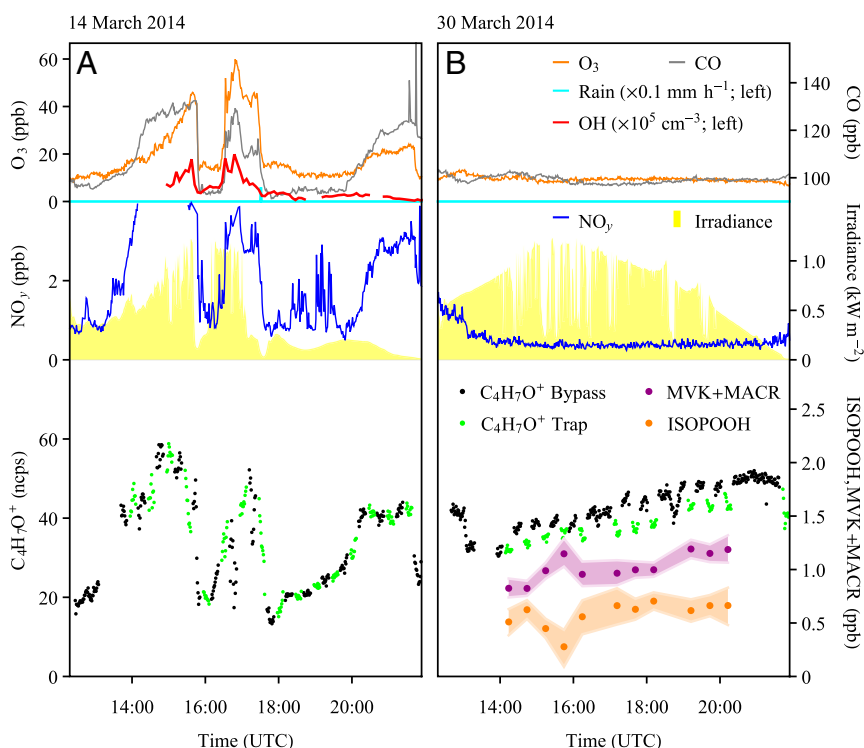 14 March 2014
30 March 2014
A
B
O₃
CO
Rain (×0.1 mm h⁻¹; left)
OH (×10⁵ cm⁻³; left)
O₃ (ppb)
60
40
20
0
CO (ppb)
140
120
100
NOy
Irradiance
NOy (ppb)
2
0
Irradiance (kW m⁻²)
1.0
0.5
0
C₄H₇O⁺ Bypass
MVK+MACR
C₄H₇O⁺ Trap
ISOPOOH
C₄H₇O⁺ (ncps)
60
40
20
0
ISOPOOH, MVK+MACR (ppb)
2.5
2.0
1.5
1.0
0.5
0
14:00
16:00
18:00
20:00
14:00
16:00
18:00
20:00
Time (UTC)
Time (UTC)